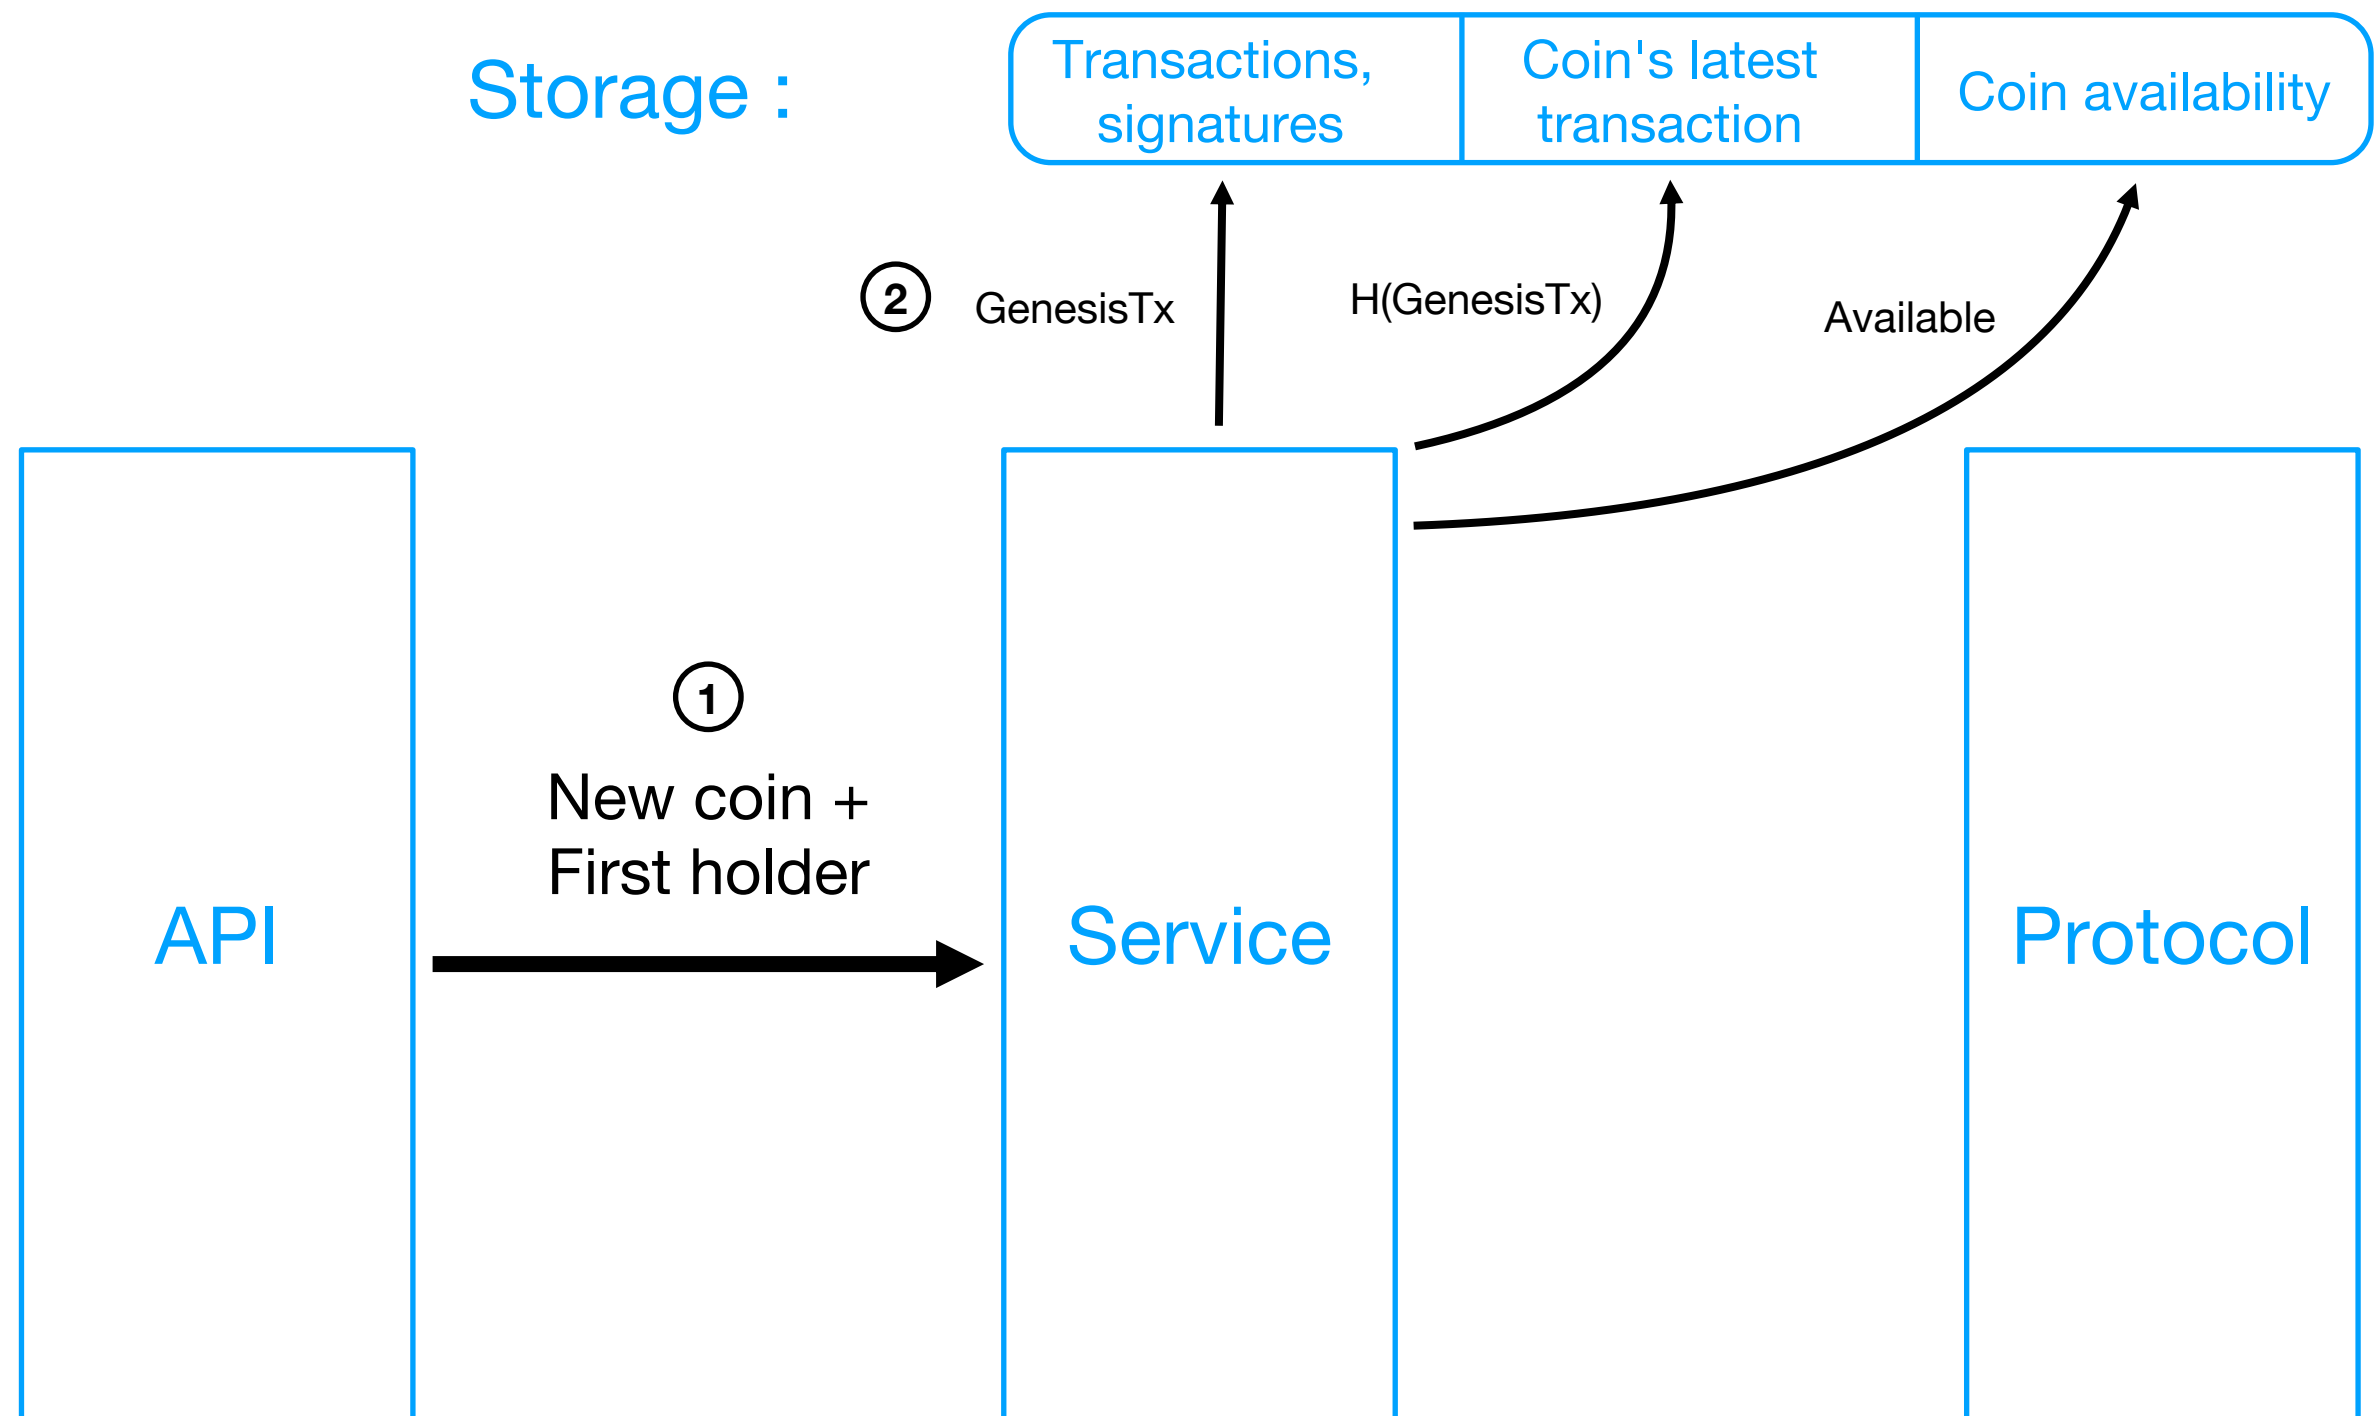 Storage :
Transactions,
signatures
Coin's latest
transaction
Coin availability
2
GenesisTx
H(GenesisTx)
Available
1
New coin +
First holder
API
Service
Protocol